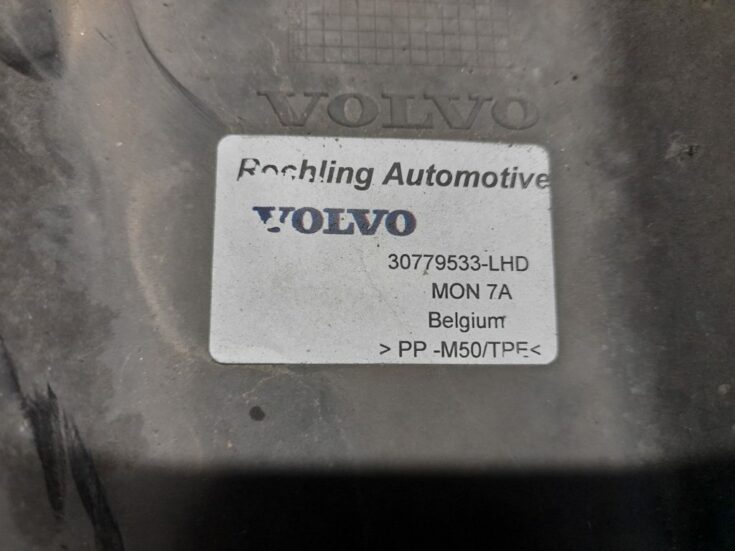 VOLVO
Rochling Automotive
VOLVO
30779533-LHD
MON 7A
Belgium
> PP -M50/TPE<